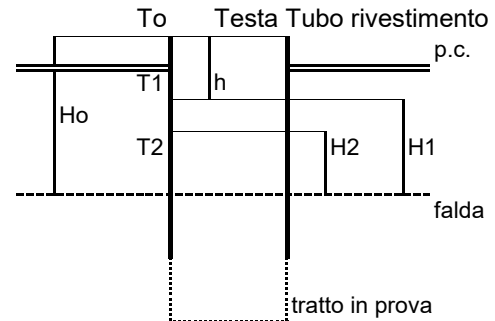 To Testa Tubo rivestimento
p.c.
T1 h
Ho
T2 H2 H1
falda
tratto in prova